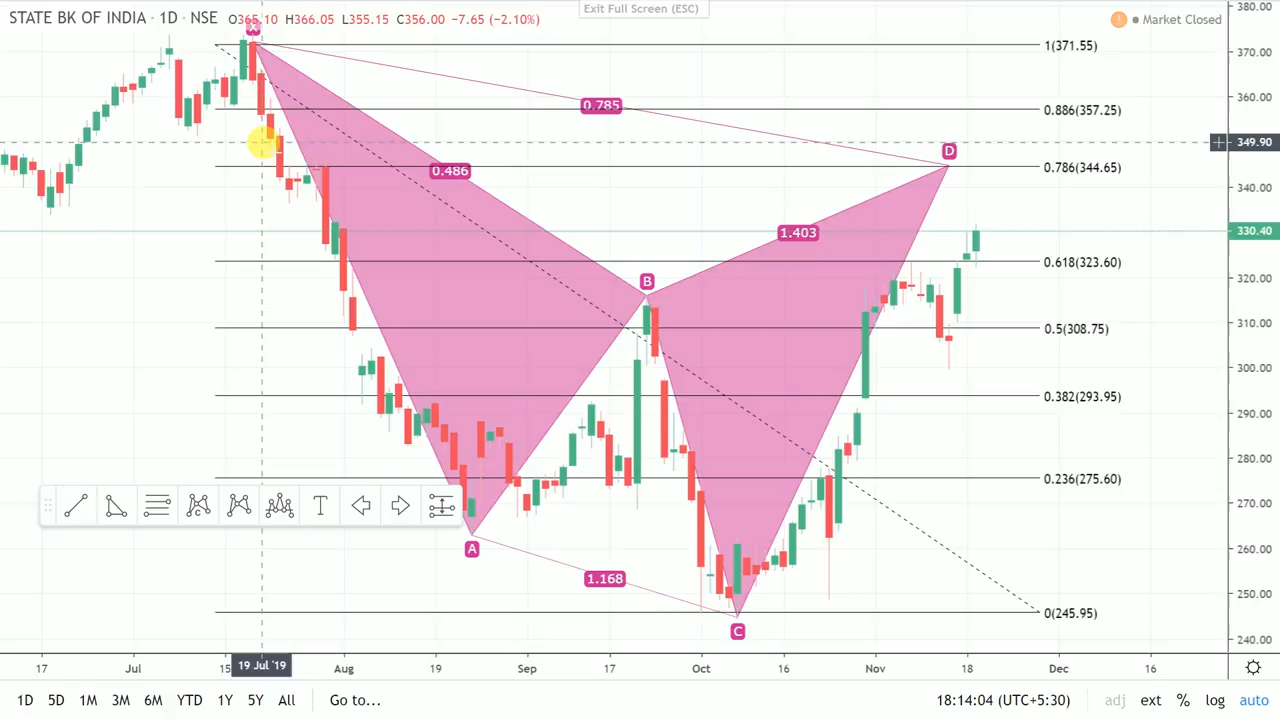 STATE BK OF INDIA · 1D · NSE O365.10 H366.05 L355.15 C356.00 −7.65 (−2.10%)
Exit Full Screen (ESC)
! ● Market Closed
X
380.00
1(371.55)
370.00
0.785
0.886(357.25)
360.00
349.90
D
0.486
0.786(344.65)
340.00
1.403
330.40
0.618(323.60)
320.00
B
0.5(308.75)
310.00
300.00
0.382(293.95)
290.00
280.00
0.236(275.60)
270.00
C
T
A
260.00
1.168
250.00
0(245.95)
C
240.00
17 Jul 15 19 Jul '19 Aug 19 Sep 17 Oct 16 Nov 18 Dec 16
1D 5D 1M 3M 6M YTD 1Y 5Y All Go to... 18:14:04 (UTC+5:30) adj ext % log auto